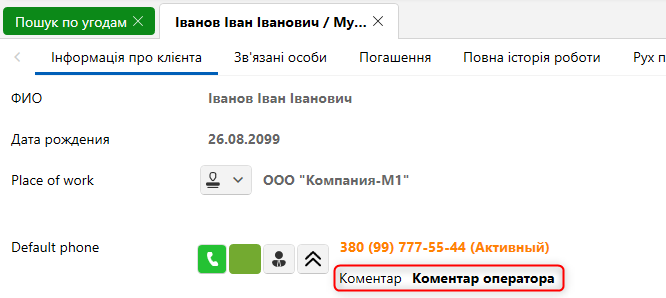 Пошук по угодам
Іванов Іван Іванович / Му...
Інформація про клієнта Зв'язані особи Погашення Повна історія роботи Рух п
ФИО Іванов Іван Іванович
Дата рождения 26.08.2099
Place of work ООО "Компания-М1"
Default phone 380 (99) 777-55-44 (Активный)
Коментар Коментар оператора